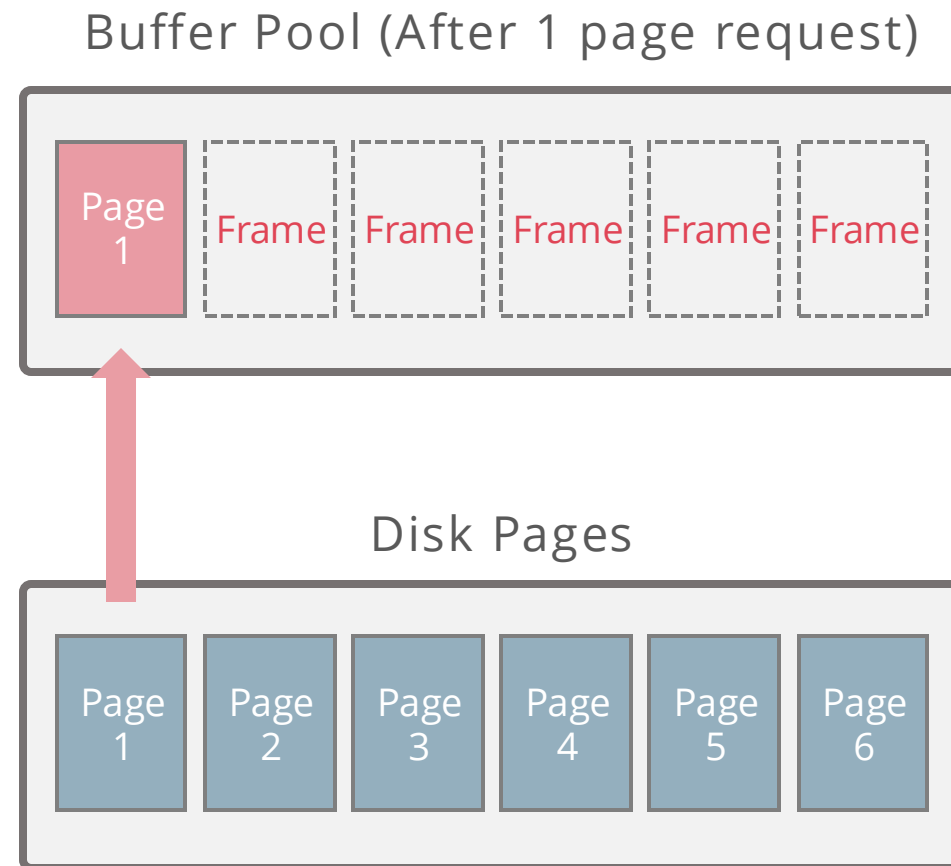 Buffer Pool (After 1 page request)
Page
1
Frame
Frame
Frame
Frame
Frame
Disk Pages
Page
1
Page
2
Page
3
Page
4
Page
5
Page
6